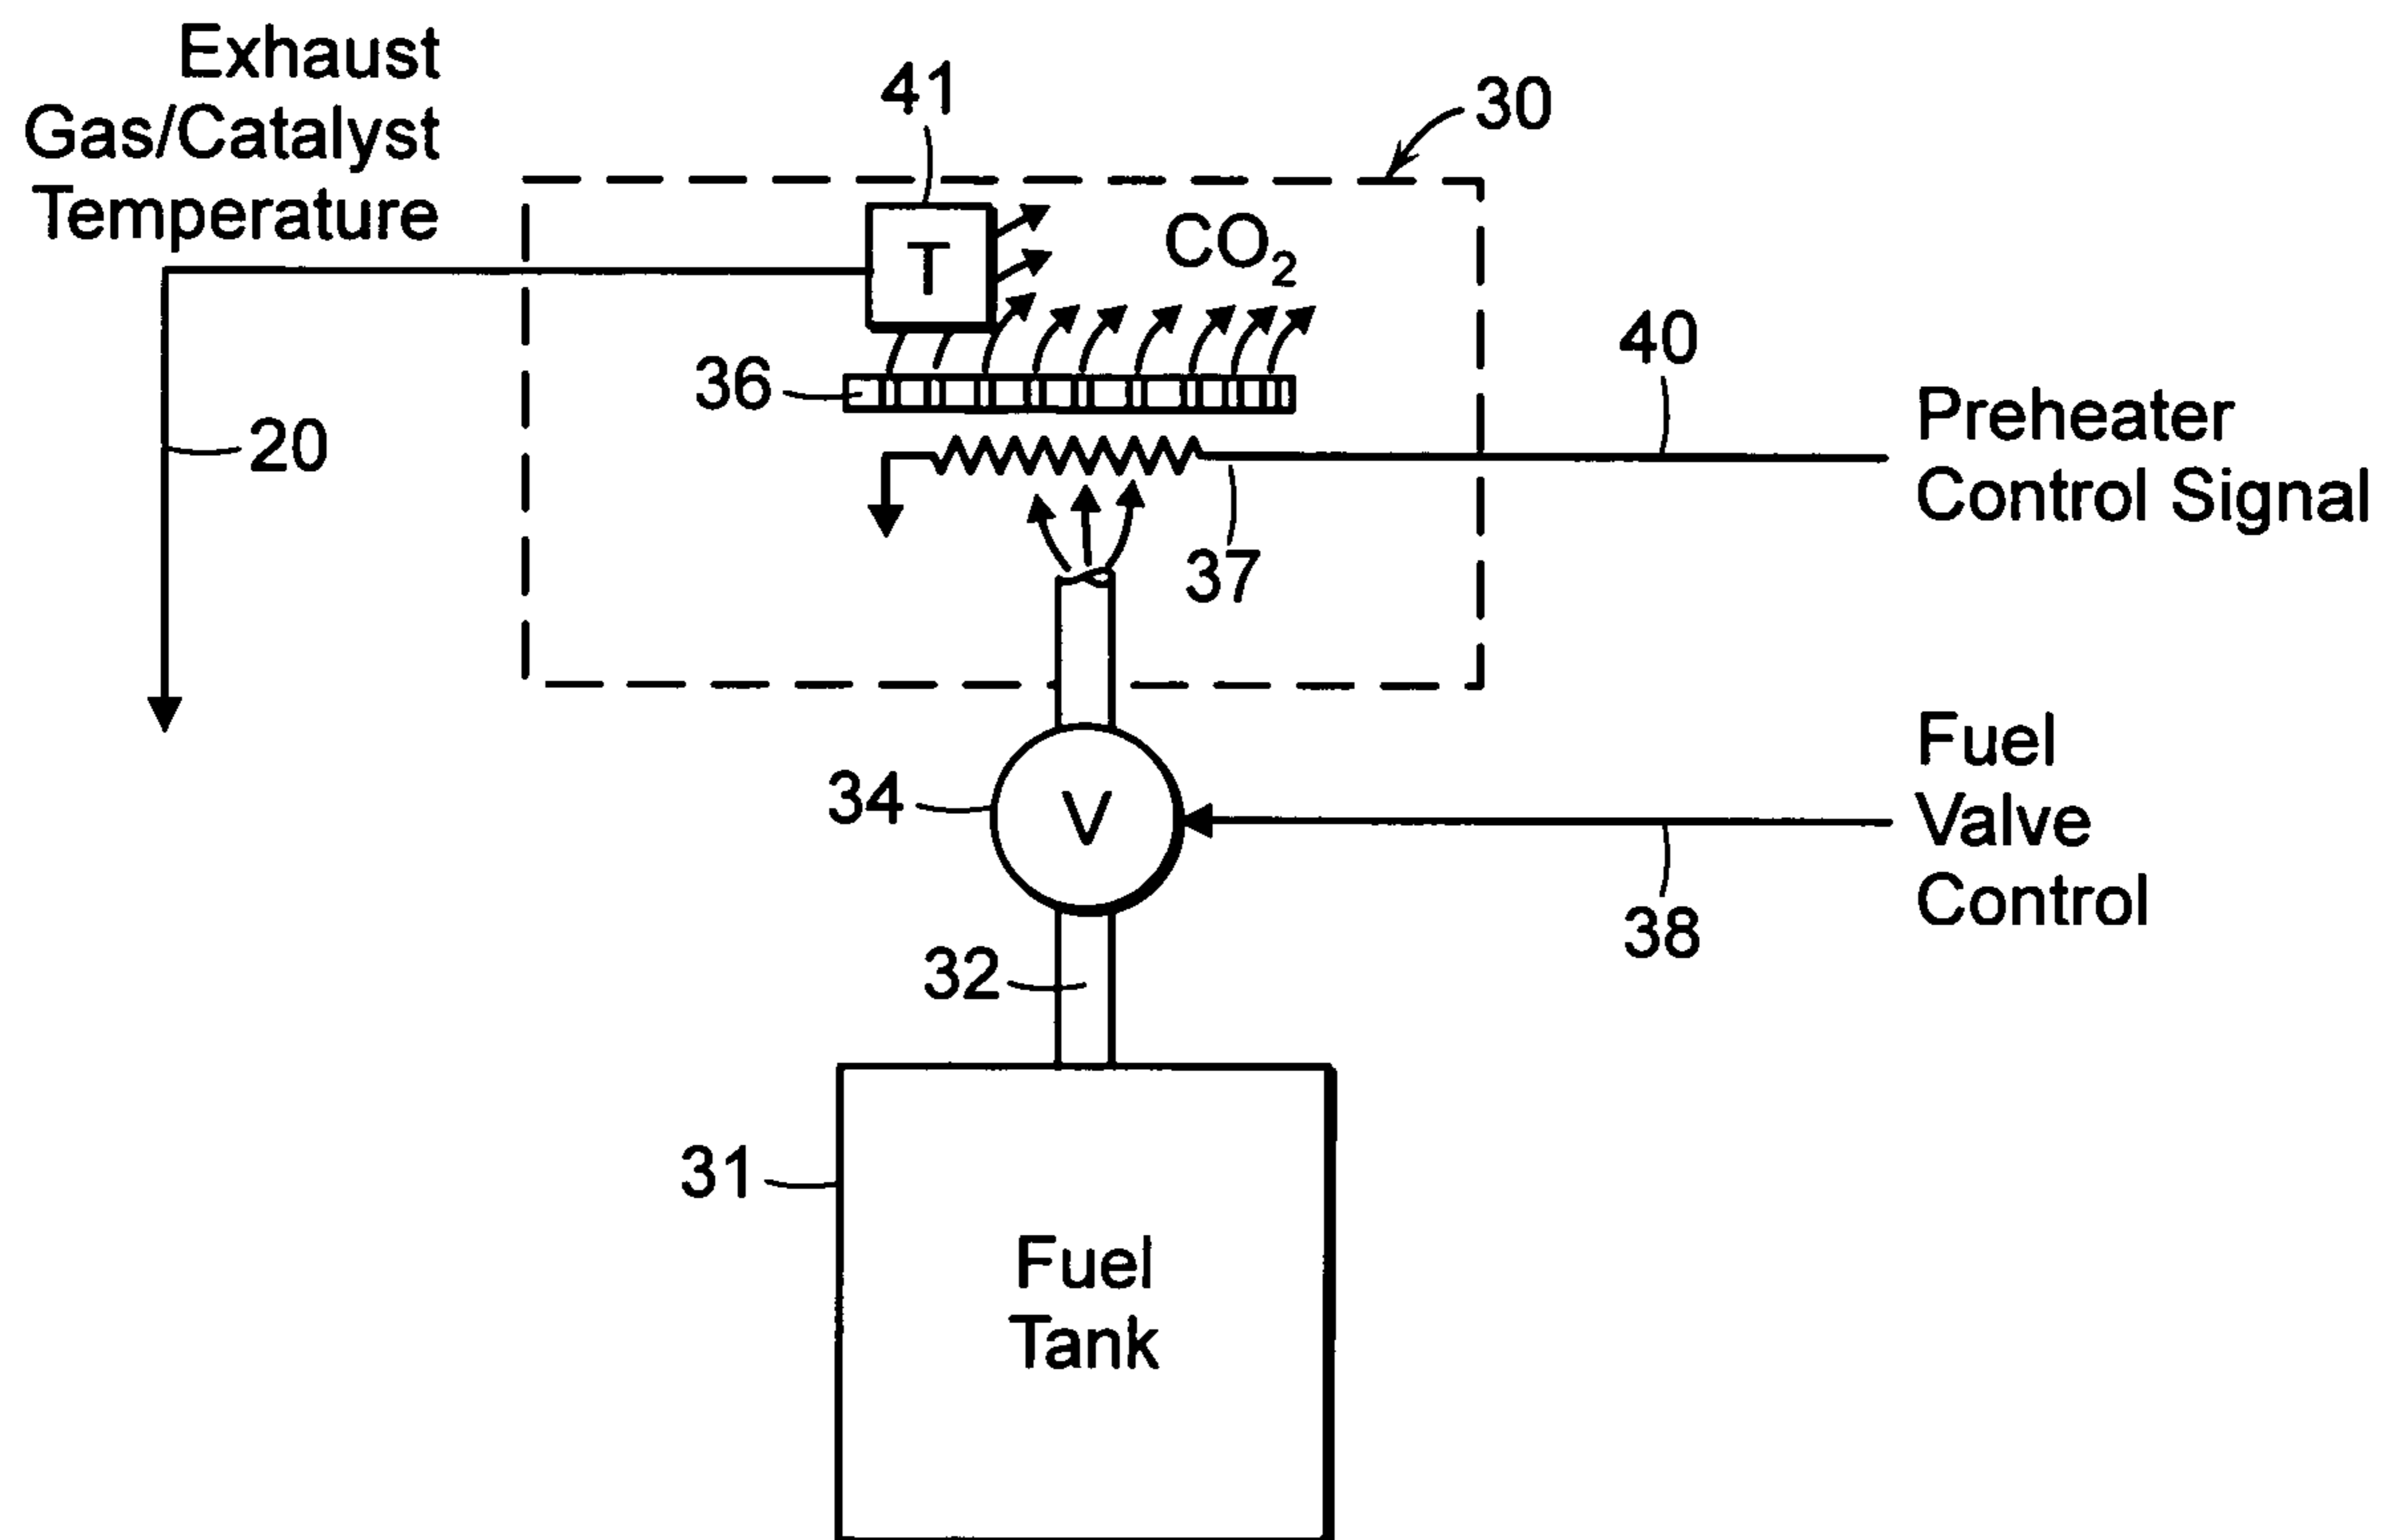 Exhaust
Gas/Catalyst
Temperature
41
30
T
CO₂
36
40
20
Preheater
Control Signal
37
34
V
Fuel
Valve
Control
38
32
31
Fuel
Tank